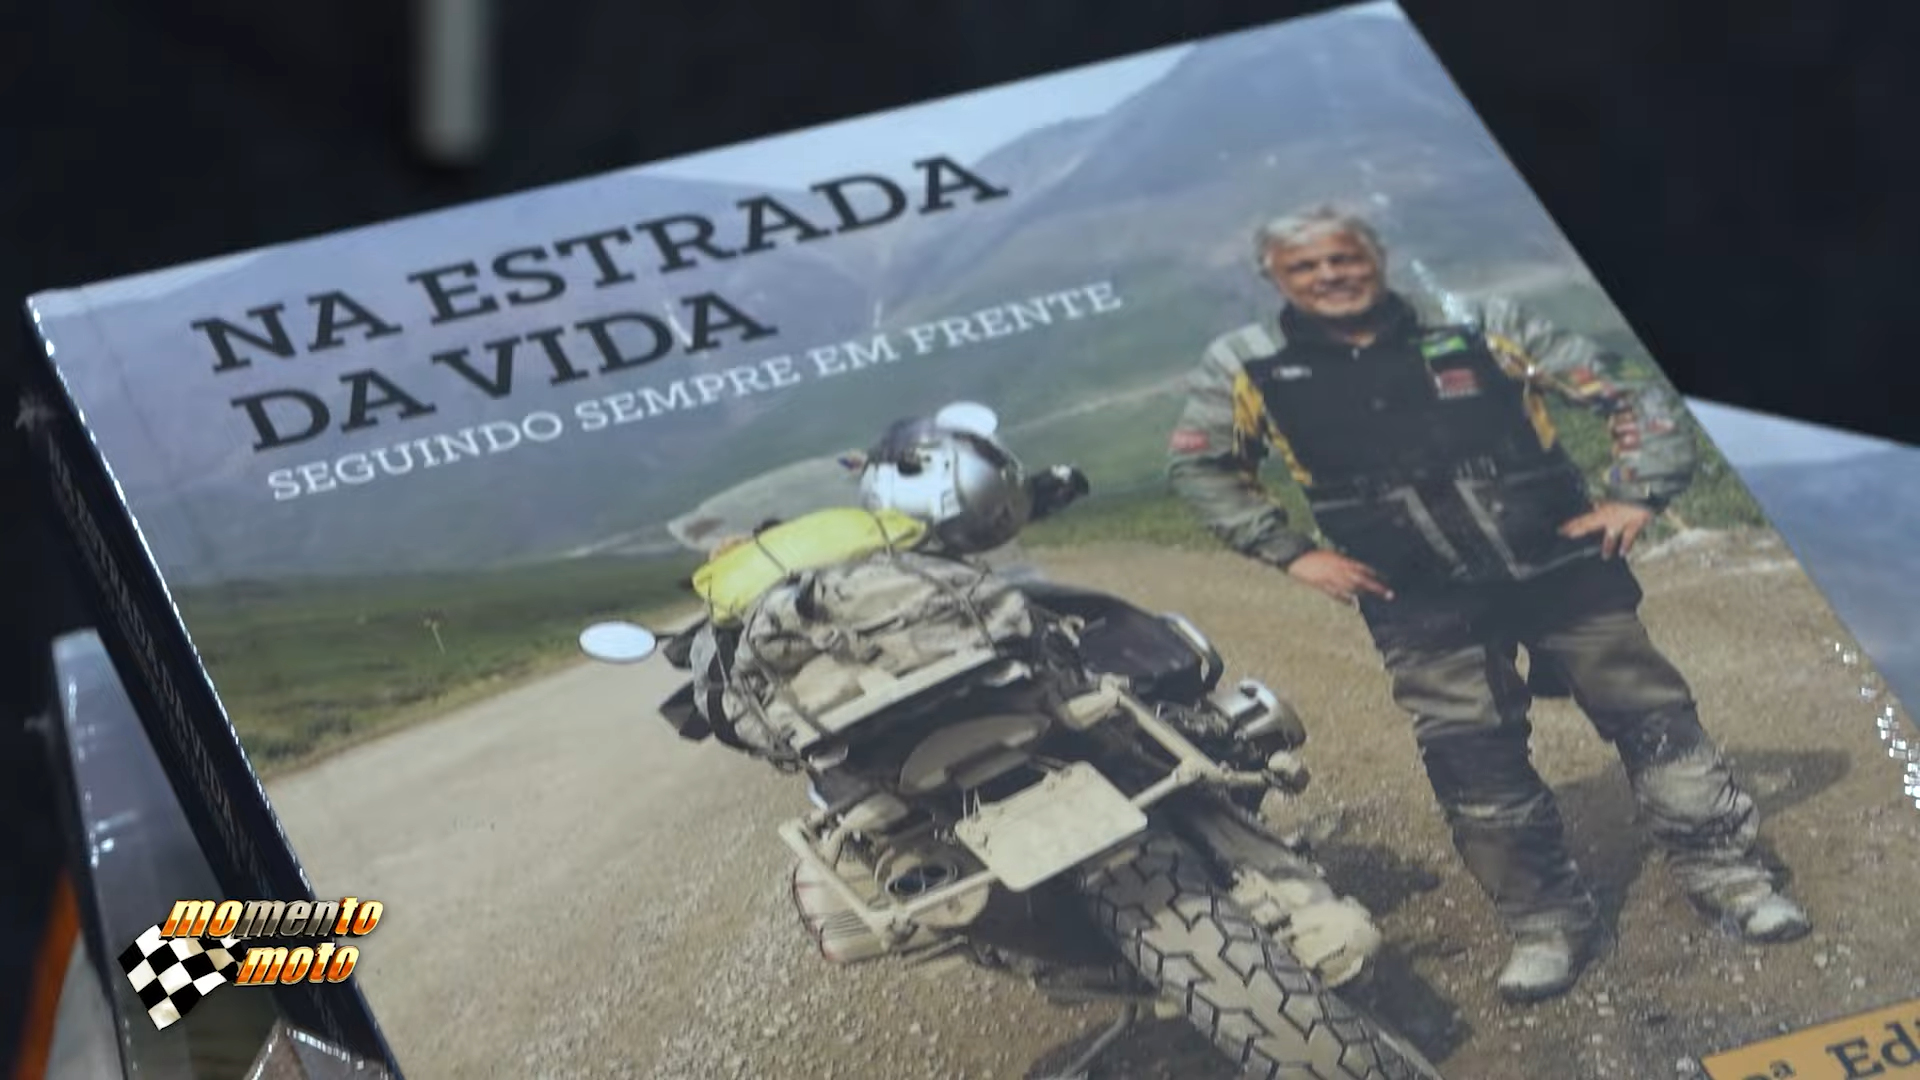 NA ESTRADA
DA VIDA
SEGUINDO SEMPRE EM FRENTE
momento
moto